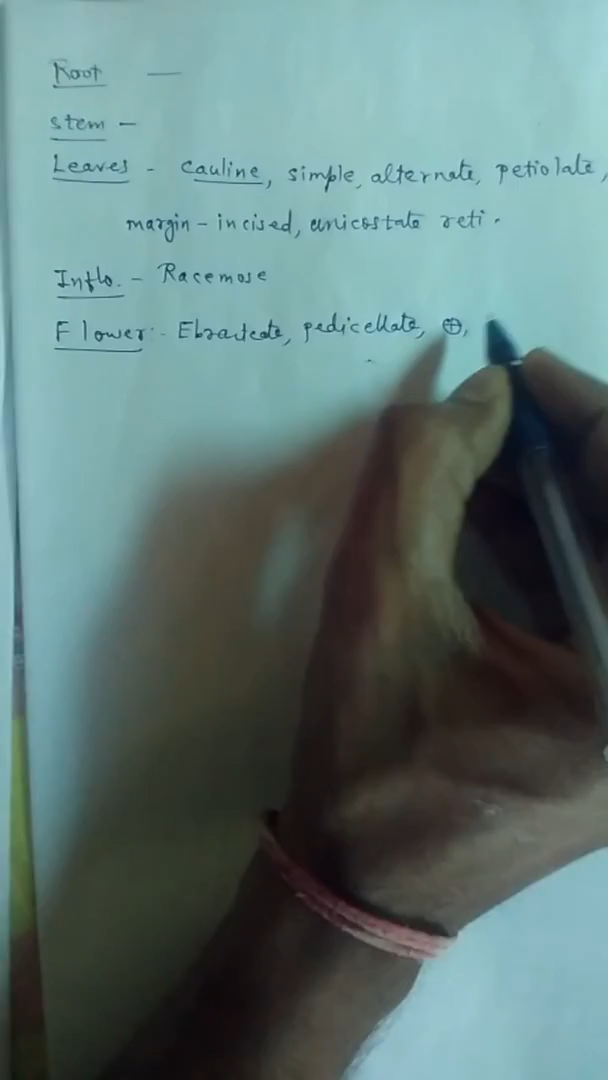 Root —
stem —
Leaves - cauline, simple, alternate, petiolate,
margin - incised, unicostate reti.
Inflo. - Racemose
Flower - Ebracteate, pedicellate, ⊕,